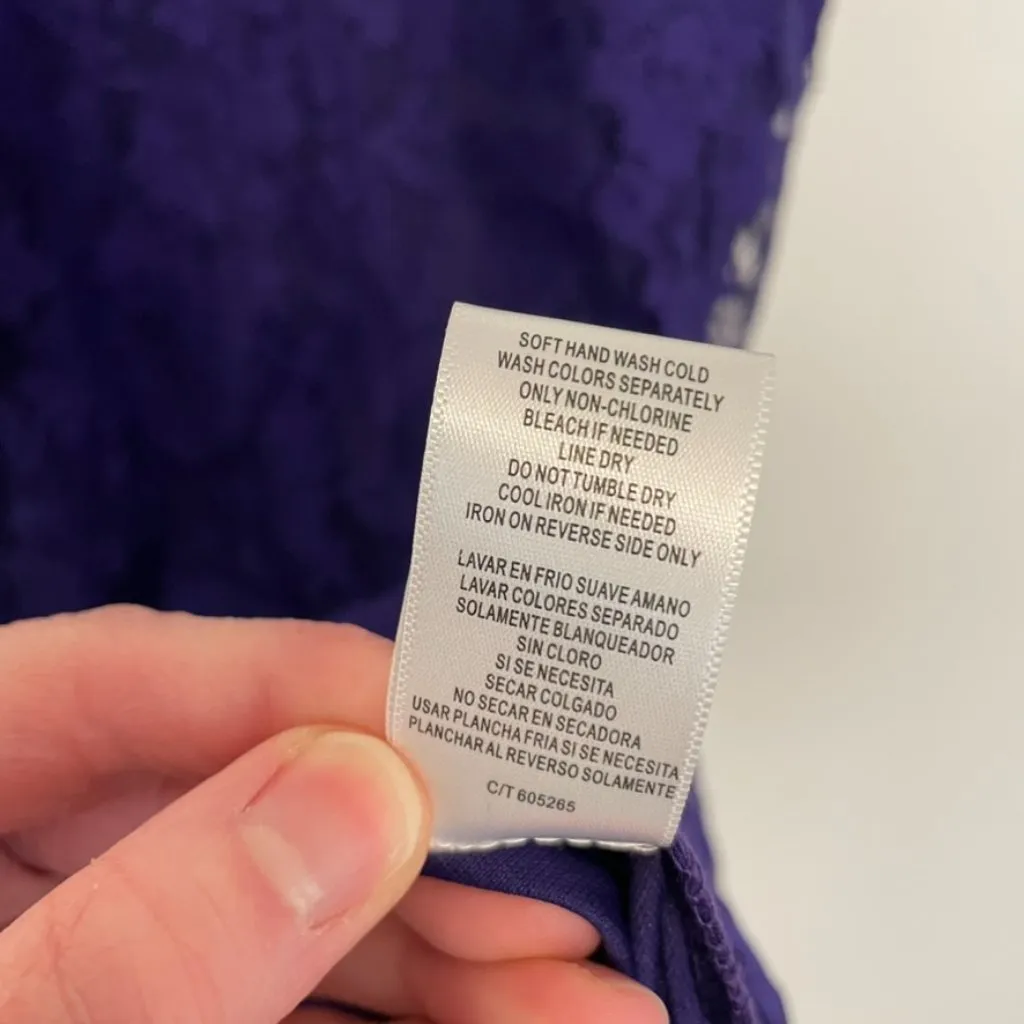 SOFT HAND WASH COLD
WASH COLORS SEPARATELY
ONLY NON-CHLORINE
BLEACH IF NEEDED
LINE DRY
DO NOT TUMBLE DRY
COOL IRON IF NEEDED
IRON ON REVERSE SIDE ONLY
LAVAR EN FRIO SUAVE AMANO
LAVAR COLORES SEPARADO
SOLAMENTE BLANQUEADOR
SIN CLORO
SI SE NECESITA
SECAR COLGADO
NO SECAR EN SECADORA
USAR PLANCHA FRIA SI SE NECESITA
PLANCHAR AL REVERSO SOLAMENTE
C/T 605265